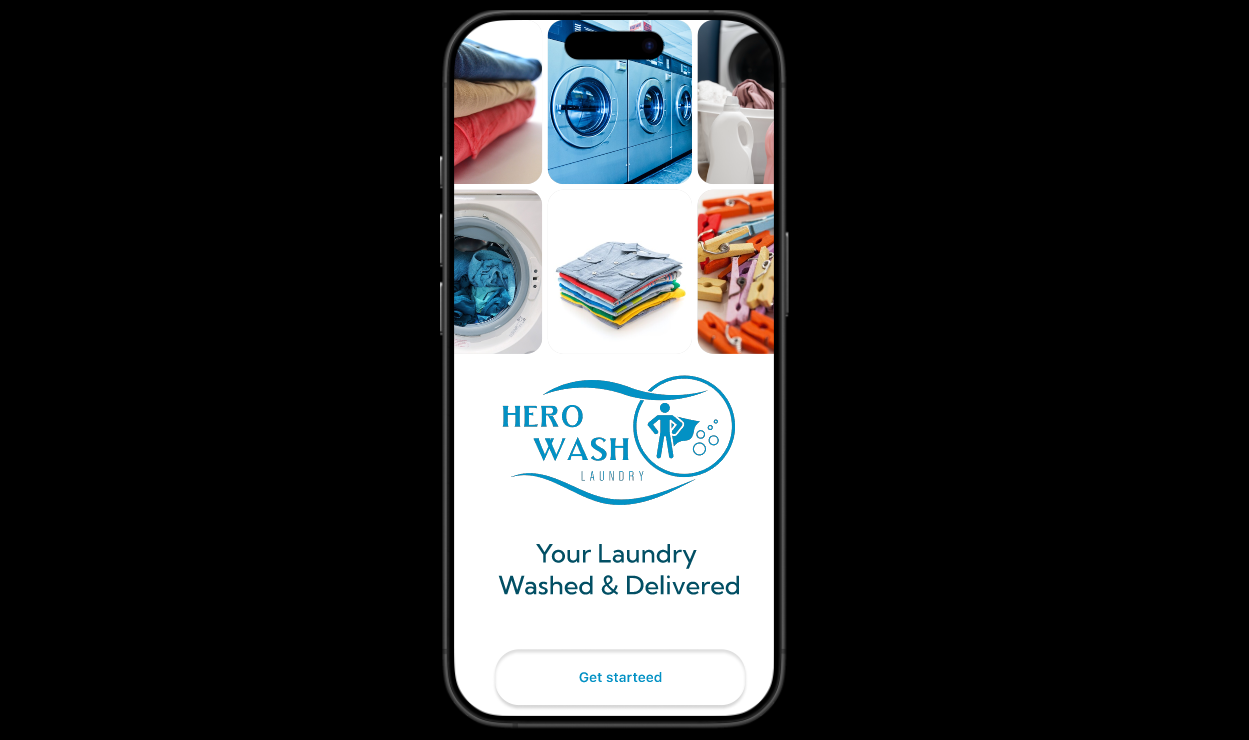 HERO
WASH
LAUNDRY
Your Laundry
Washed & Delivered
Get starteed